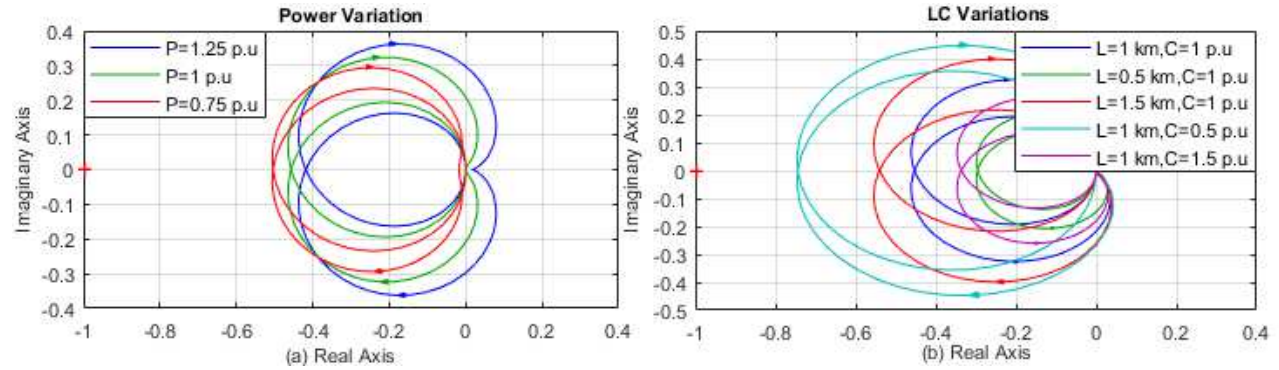 Power Variation
0.4
0.3
0.2
0.1
0
-0.1
-0.2
-0.3
-0.4
Imaginary Axis
P=1.25 p.u
P=1 p.u
P=0.75 p.u
-1
-0.8
-0.6
-0.4
-0.2
0
0.2
0.4
(a) Real Axis
LC Variations
0.5
0.4
0.3
0.2
0.1
0
-0.1
-0.2
-0.3
-0.4
-0.5
Imaginary Axis
L=1 km,C=1 p.u
L=0.5 km,C=1 p.u
L=1.5 km,C=1 p.u
L=1 km,C=0.5 p.u
L=1 km,C=1.5 p.u
-1
-0.8
-0.6
-0.4
-0.2
0
0.2
0.4
(b) Real Axis